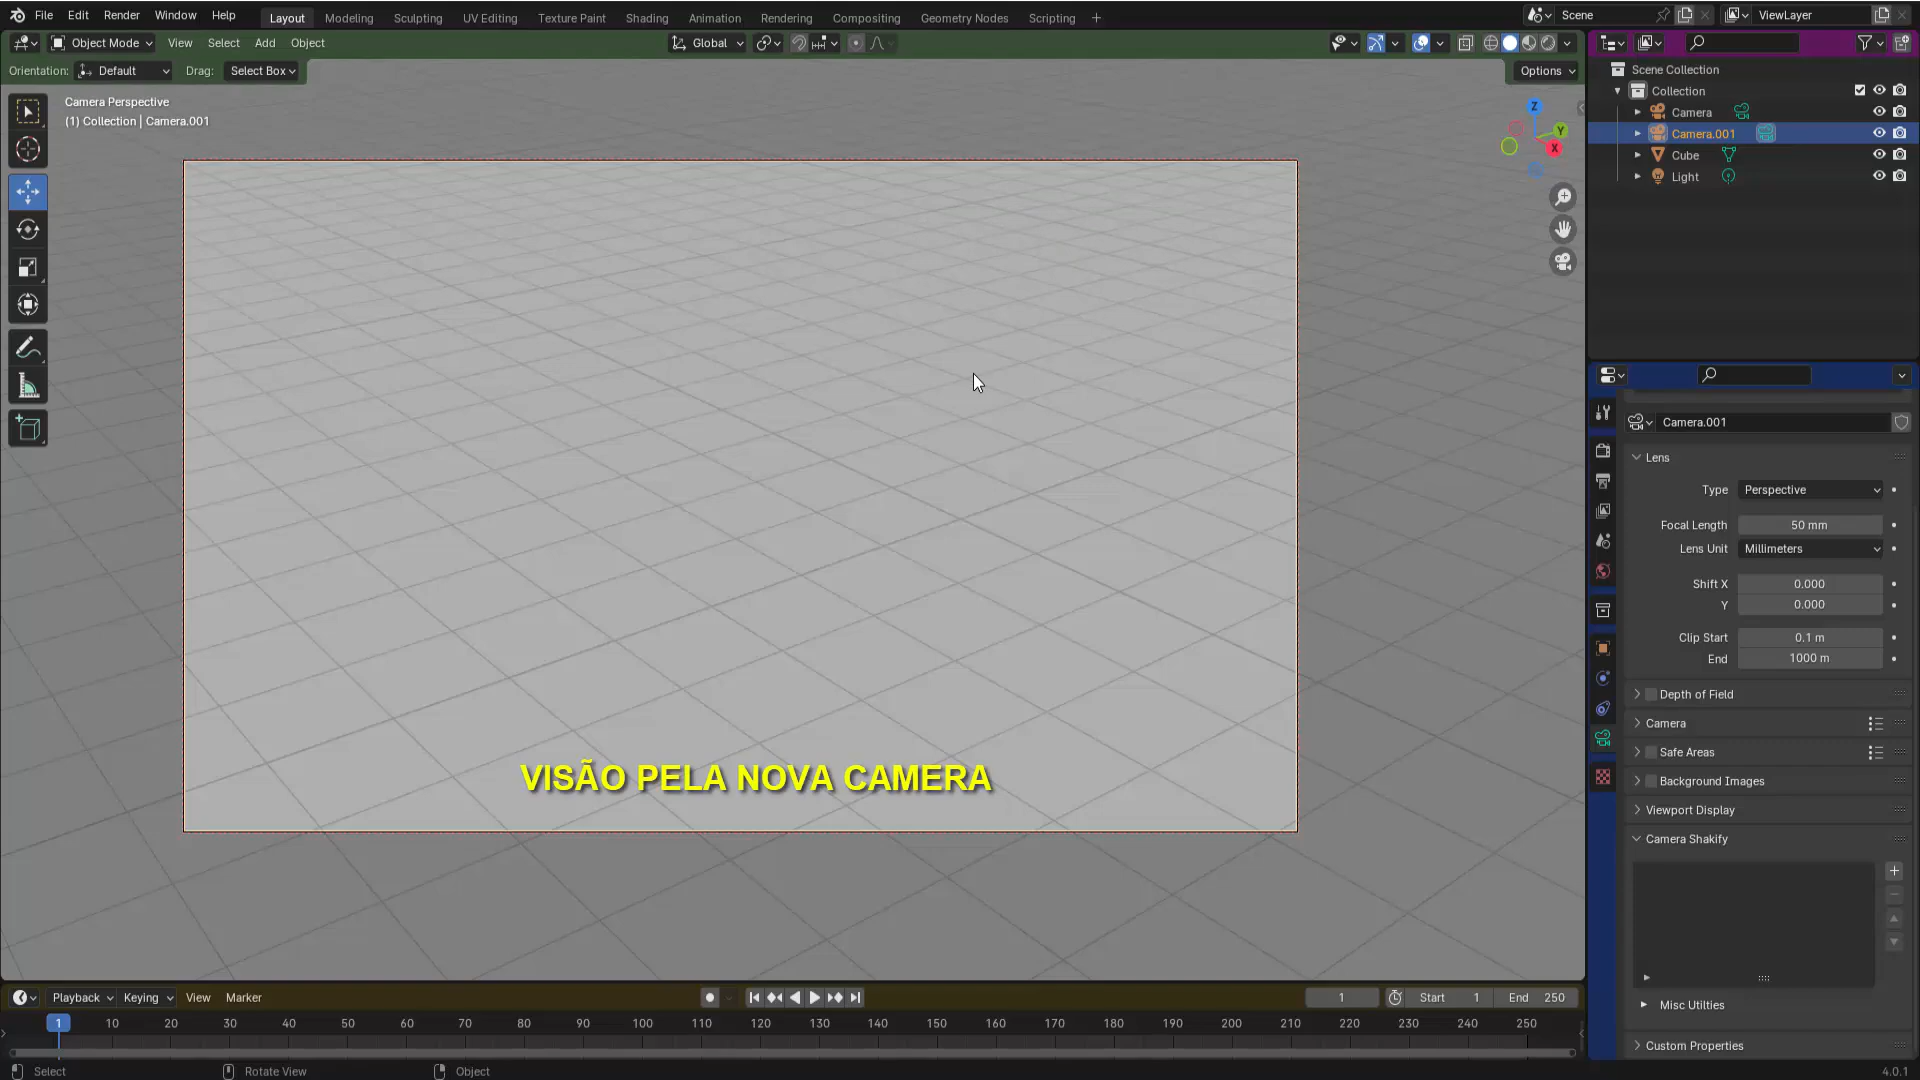 File Edit Render Window Help
Layout Modeling Sculpting UV Editing Texture Paint Shading Animation Rendering Compositing Geometry Nodes Scripting
Scene
ViewLayer
Object Mode View Select Add Object
Global
Orientation: Default Drag: Select Box
Options
Camera Perspective
(1) Collection | Camera.001
Z
Y
X
Scene Collection
Collection
Camera
Camera.001
Cube
Light
Camera.001
Lens
Type Perspective
Focal Length 50 mm
Lens Unit Millimeters
Shift X 0.000
Y 0.000
Clip Start 0.1 m
End 1000 m
Depth of Field
Camera
Safe Areas
Background Images
Viewport Display
Camera Shakify
Misc Utilties
Custom Properties
VISÃO PELA NOVA CAMERA
Playback Keying View Marker
1 Start 1 End 250
1 10 20 30 40 50 60 70 80 90 100 110 120 130 140 150 160 170 180 190 200 210 220 230 240 250
Select Rotate View Object
4.0.1